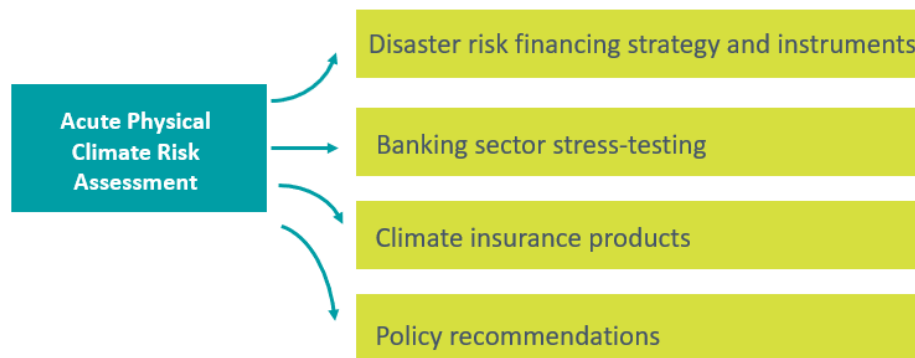 Acute Physical
Climate Risk
Assessment
Disaster risk financing strategy and instruments
Banking sector stress-testing
Climate insurance products
Policy recommendations